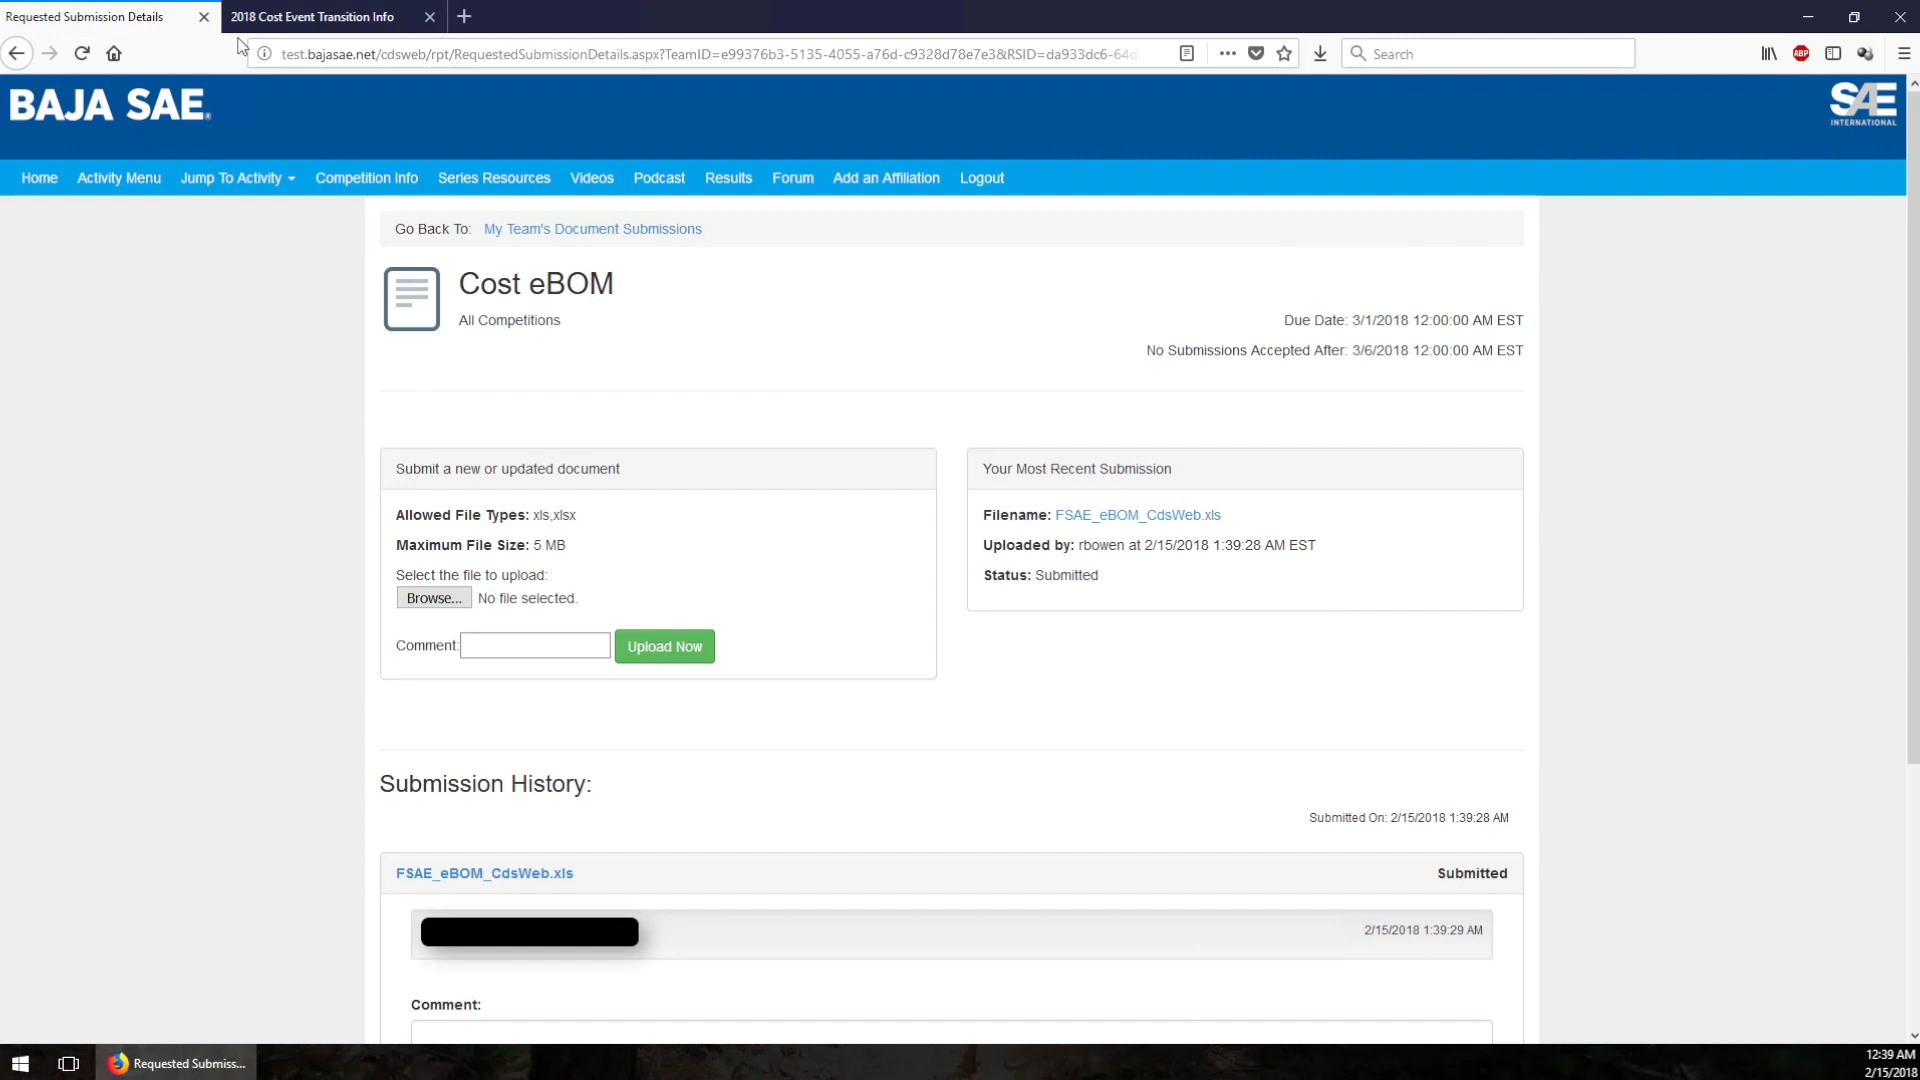 Requested Submission Details
2018 Cost Event Transition Info
test.bajasae.net/cdsweb/rpt/RequestedSubmissionDetails.aspx?TeamID=e99376b3-5135-4055-a76d-c9328d78e7e3&RSID=da933dc6-64d
Search
ABP
BAJA SAE
SAE
INTERNATIONAL
Home Activity Menu Jump To Activity Competition Info Series Resources Videos Podcast Results Forum Add an Affiliation Logout
Go Back To: My Team's Document Submissions
Cost eBOM
All Competitions
Due Date: 3/1/2018 12:00:00 AM EST
No Submissions Accepted After: 3/6/2018 12:00:00 AM EST
Submit a new or updated document
Allowed File Types: xls,xlsx
Maximum File Size: 5 MB
Select the file to upload:
Browse... No file selected.
Comment: Upload Now
Your Most Recent Submission
Filename: FSAE_eBOM_CdsWeb.xls
Uploaded by: rbowen at 2/15/2018 1:39:28 AM EST
Status: Submitted
Submission History:
Submitted On: 2/15/2018 1:39:28 AM
FSAE_eBOM_CdsWeb.xls Submitted
2/15/2018 1:39:29 AM
Comment:
Requested Submiss...
12:39 AM
2/15/2018